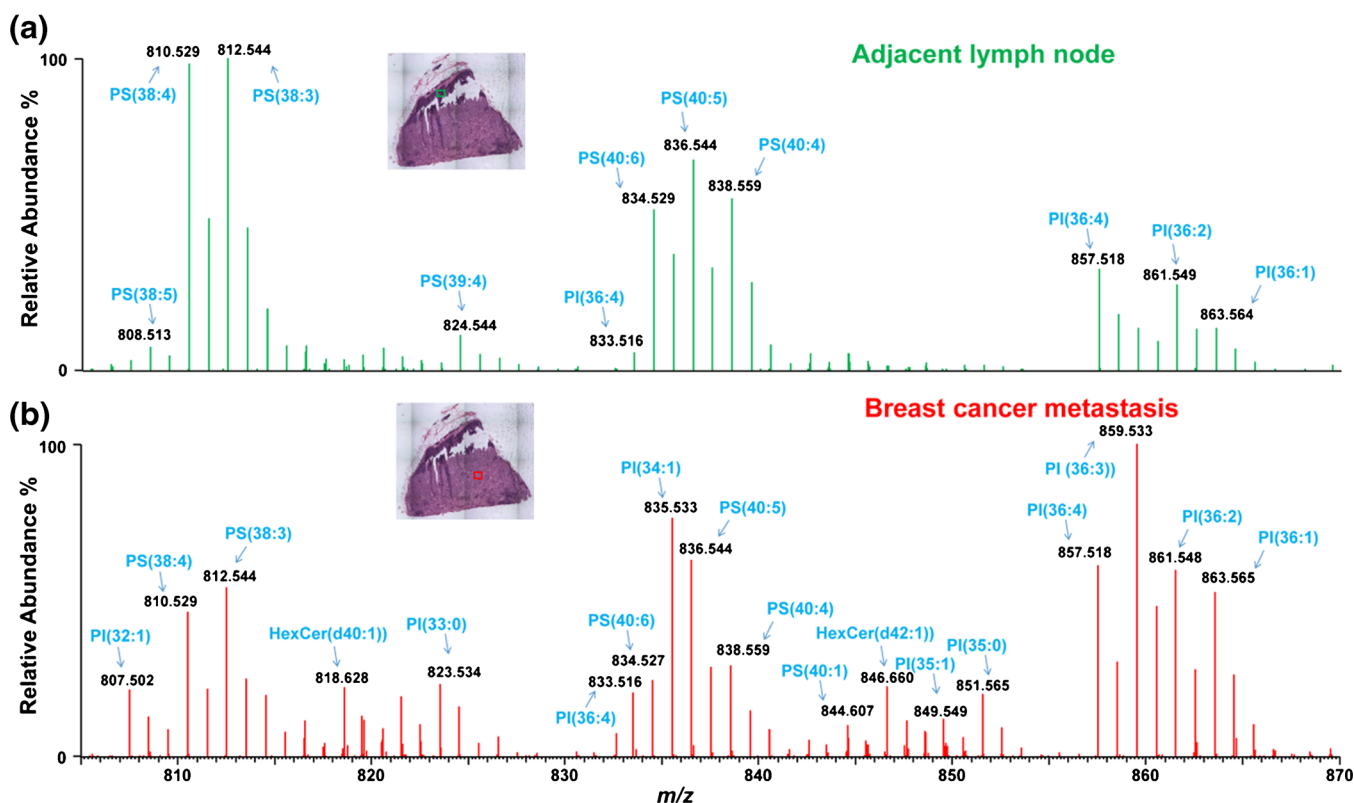 (a)
Adjacent lymph node
Relative Abundance %
100
0
810.529
812.544
PS(38:4)
PS(38:3)
PS(38:5)
808.513
PS(39:4)
824.544
PI(36:4)
833.516
PS(40:6)
834.529
PS(40:5)
836.544
PS(40:4)
838.559
PI(36:4)
857.518
PI(36:2)
861.549
PI(36:1)
863.564
(b)
Breast cancer metastasis
Relative Abundance %
100
0
PI(32:1)
807.502
PS(38:4)
810.529
PS(38:3)
812.544
HexCer(d40:1))
818.628
PI(33:0)
823.534
PS(40:6)
834.527
833.516
PI(36:4)
PI(34:1)
835.533
PS(40:5)
836.544
PS(40:4)
838.559
PS(40:1)
844.607
HexCer(d42:1))
846.660
PI(35:1)
849.549
PI(35:0)
851.565
PI(36:4)
857.518
859.533
PI (36:3))
PI(36:2)
861.548
PI(36:1)
863.565
810
820
830
840
850
860
870
m/z